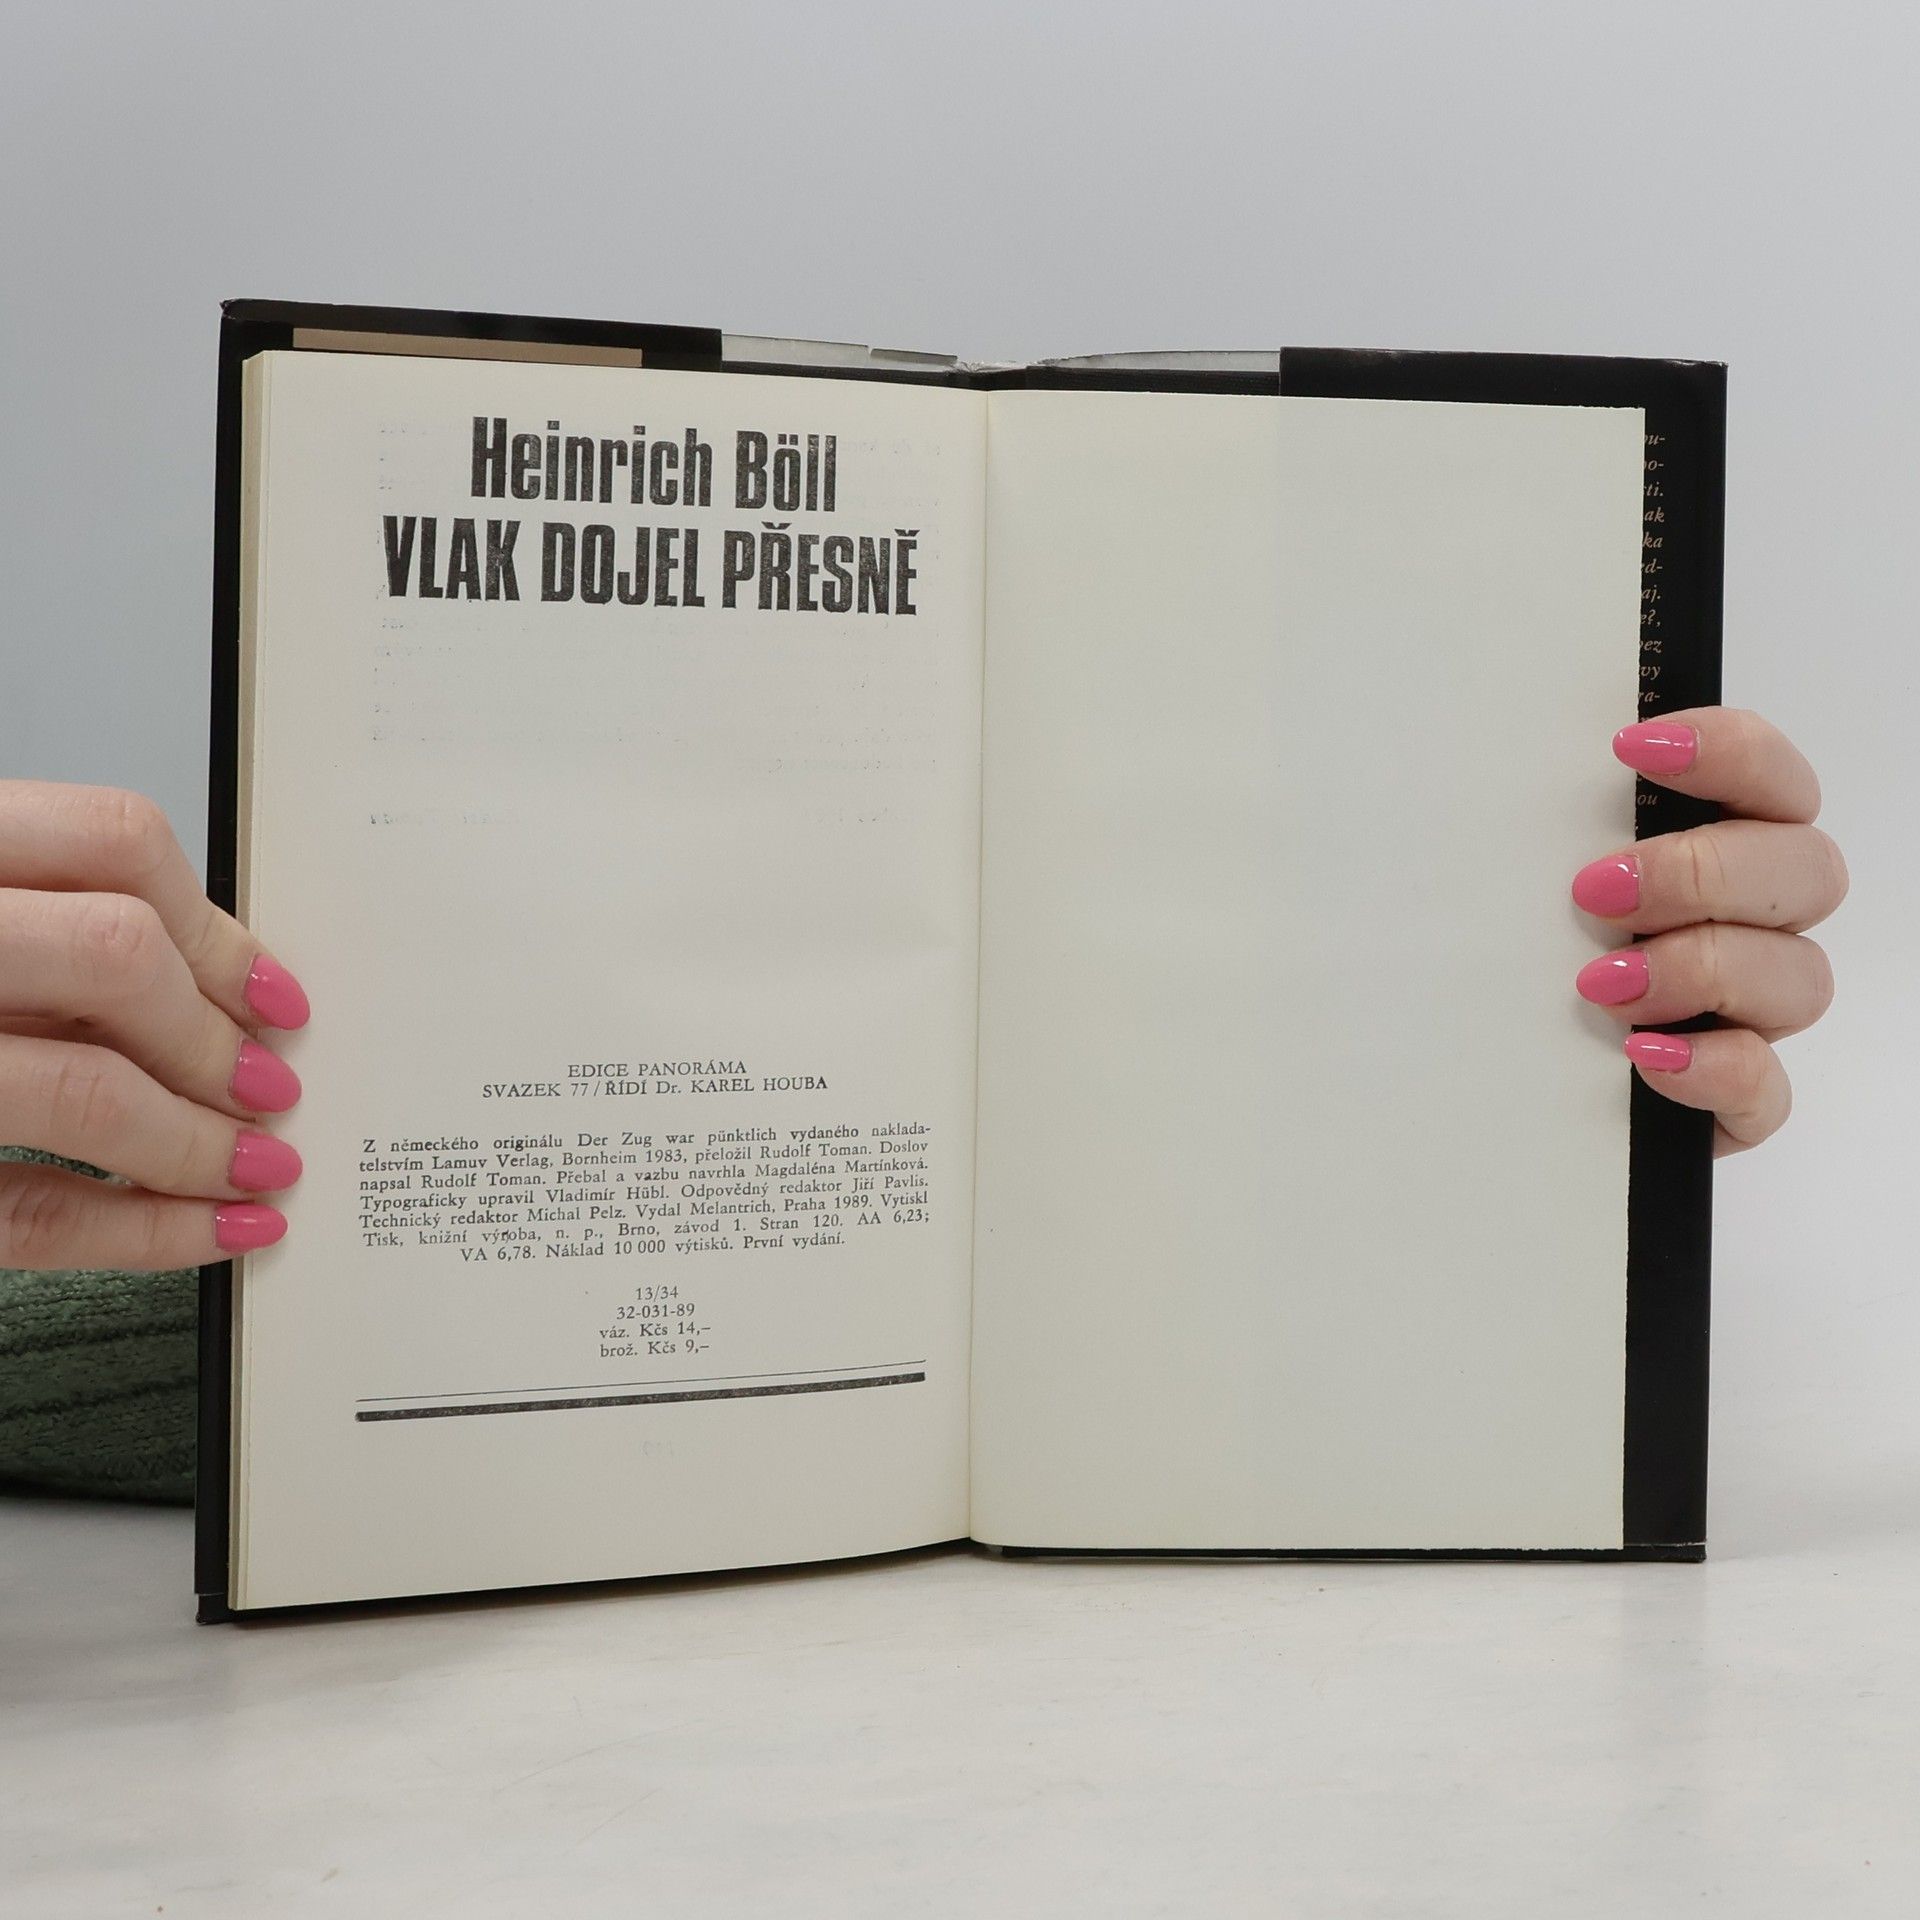 Heinrich Böll
VLAK DOJEL PŘESNĚ
EDICE PANORÁMA
SVAZEK 77 / ŘÍDÍ Dr. KAREL HOUBA
Z německého originálu Der Zug war pünktlich vydaného naklada-
telstvím Lamuv Verlag, Bornheim 1983, přeložil Rudolf Toman. Doslov
napsal Rudolf Toman. Přebal a vazbu navrhla Magdaléna Martínková.
Typograficky upravil Vladimír Hübl. Odpovědný redaktor Jiří Pavlis.
Technický redaktor Michal Pelz. Vydal Melantrich, Praha 1989. Vytiskl
Tisk, knižní výroba, n. p., Brno, závod 1. Stran 120. AA 6,23;
VA 6,78. Náklad 10 000 výtisků. První vydání.
13/34
32-031-89
váz. Kčs 14,–
brož. Kčs 9,–